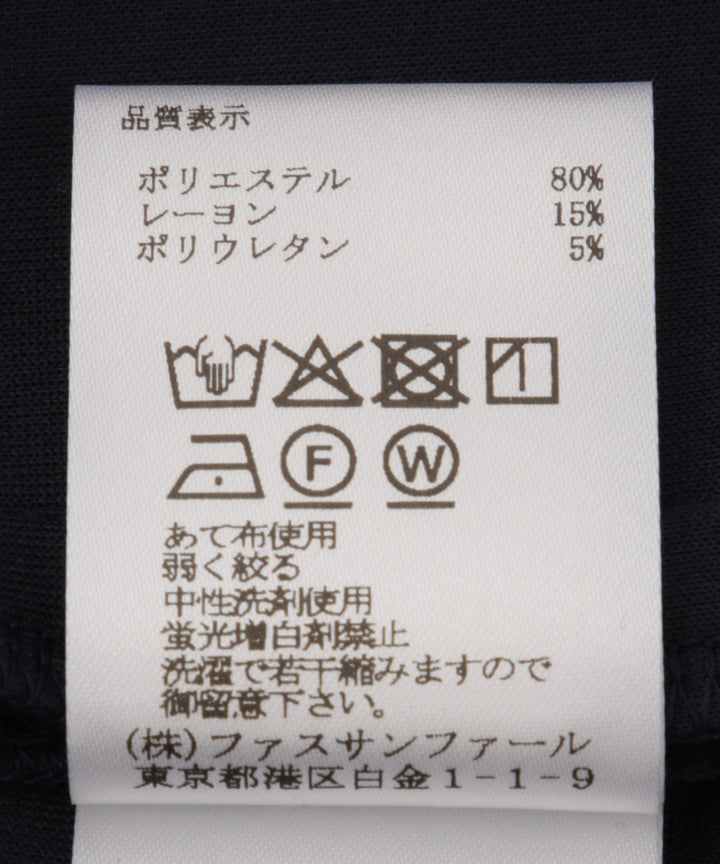 品質表示
ポリエステル 80%
レーヨン 15%
ポリウレタン 5%
F W
あて布使用
弱く絞る
中性洗剤使用
蛍光増白剤禁止
洗濯で若干縮みますので
御留意下さい。
(株)ファスサンファール
東京都港区白金1-1-9